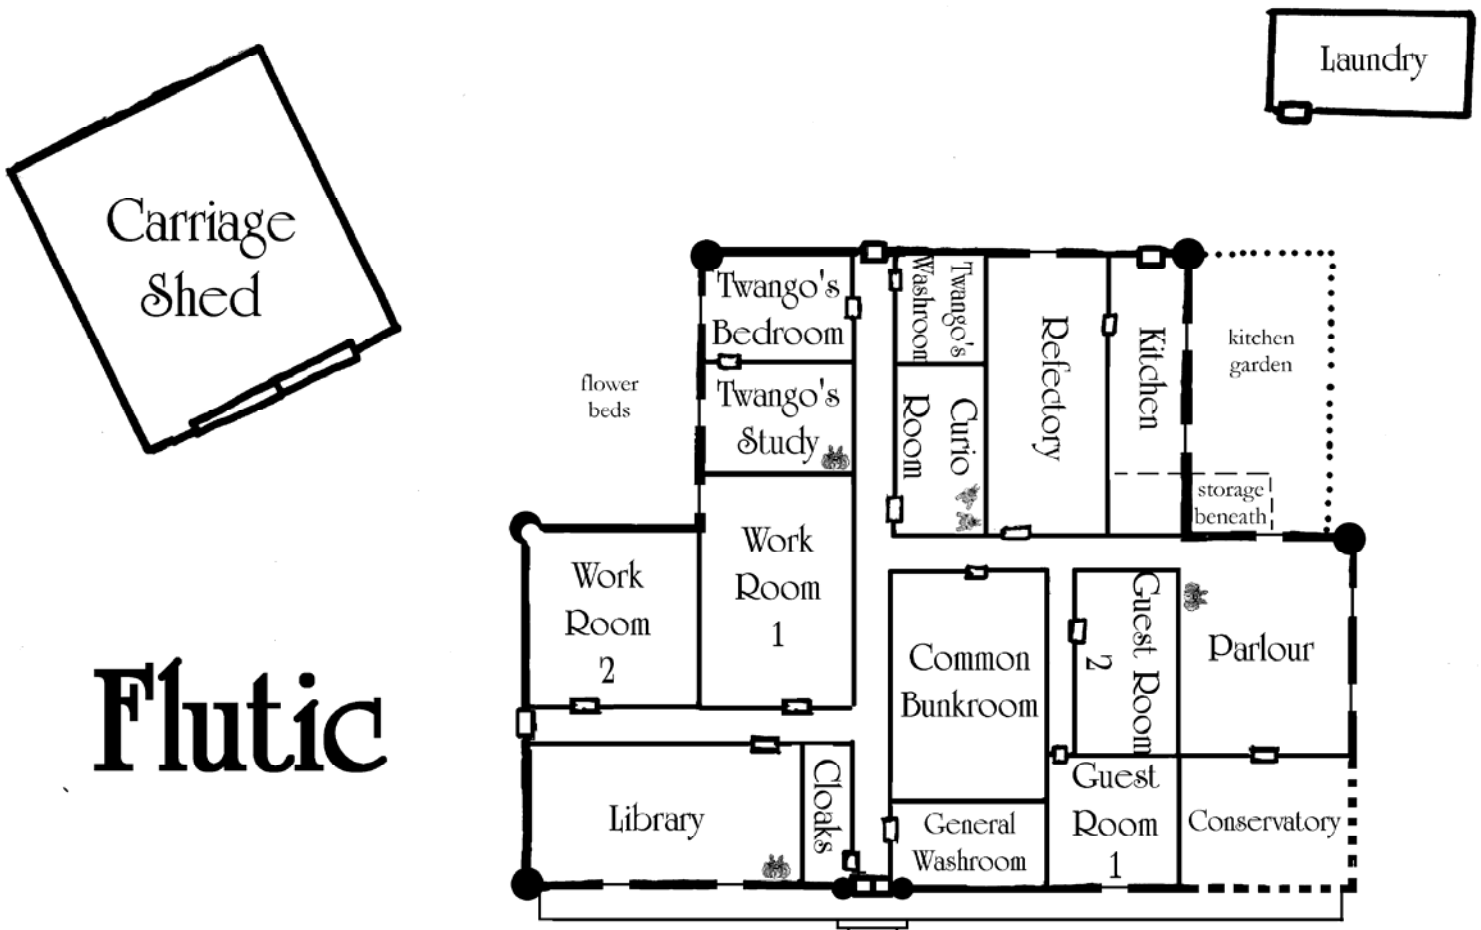 Laundry
Carriage
Shed
Twango's
Bedroom
Twango's
Washroom
Refectory
Kitchen
kitchen
garden
flower
beds
Twango's
Study
Curio
Room
storage
beneath
Work
Room
1
Work
Room
2
Common
Bunkroom
Guest Room
2
Parlour
Flutic
Library
Cloaks
General
Washroom
Guest
Room
1
Conservatory